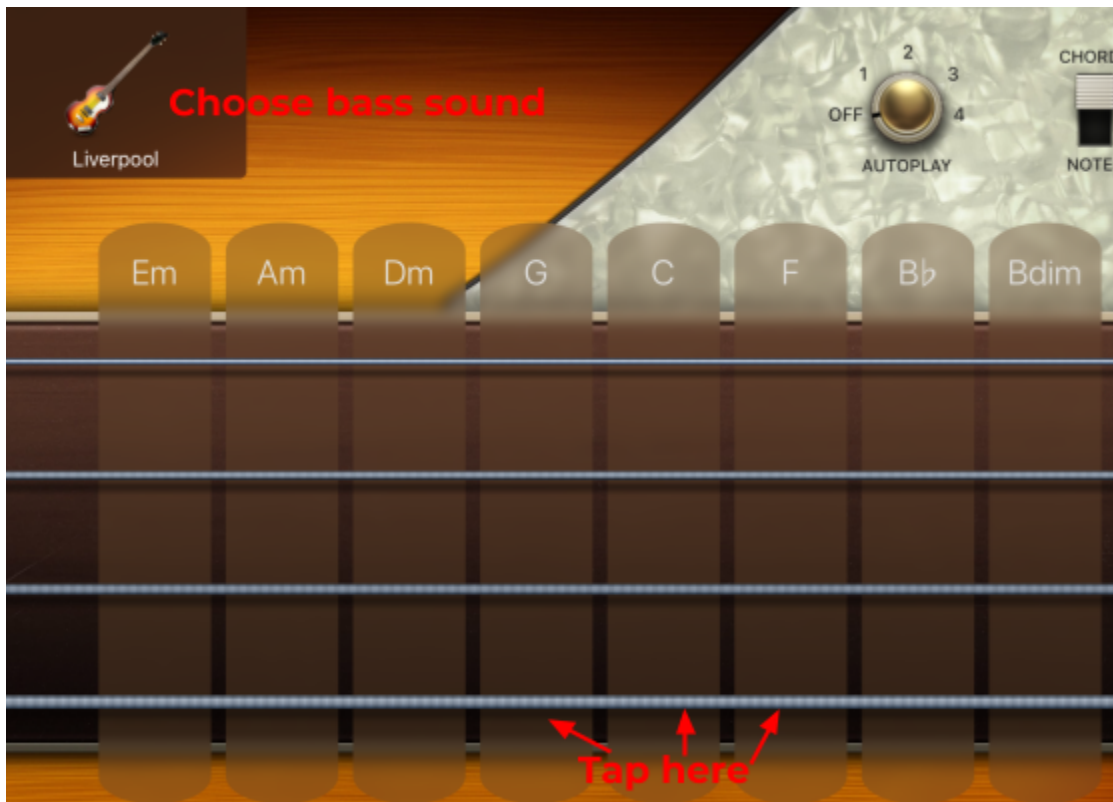 Choose bass sound
Liverpool
OFF 1 2 3 4
AUTOPLAY
CHORD
NOTE
Em Am Dm G C F B♭ Bdim
Tap here